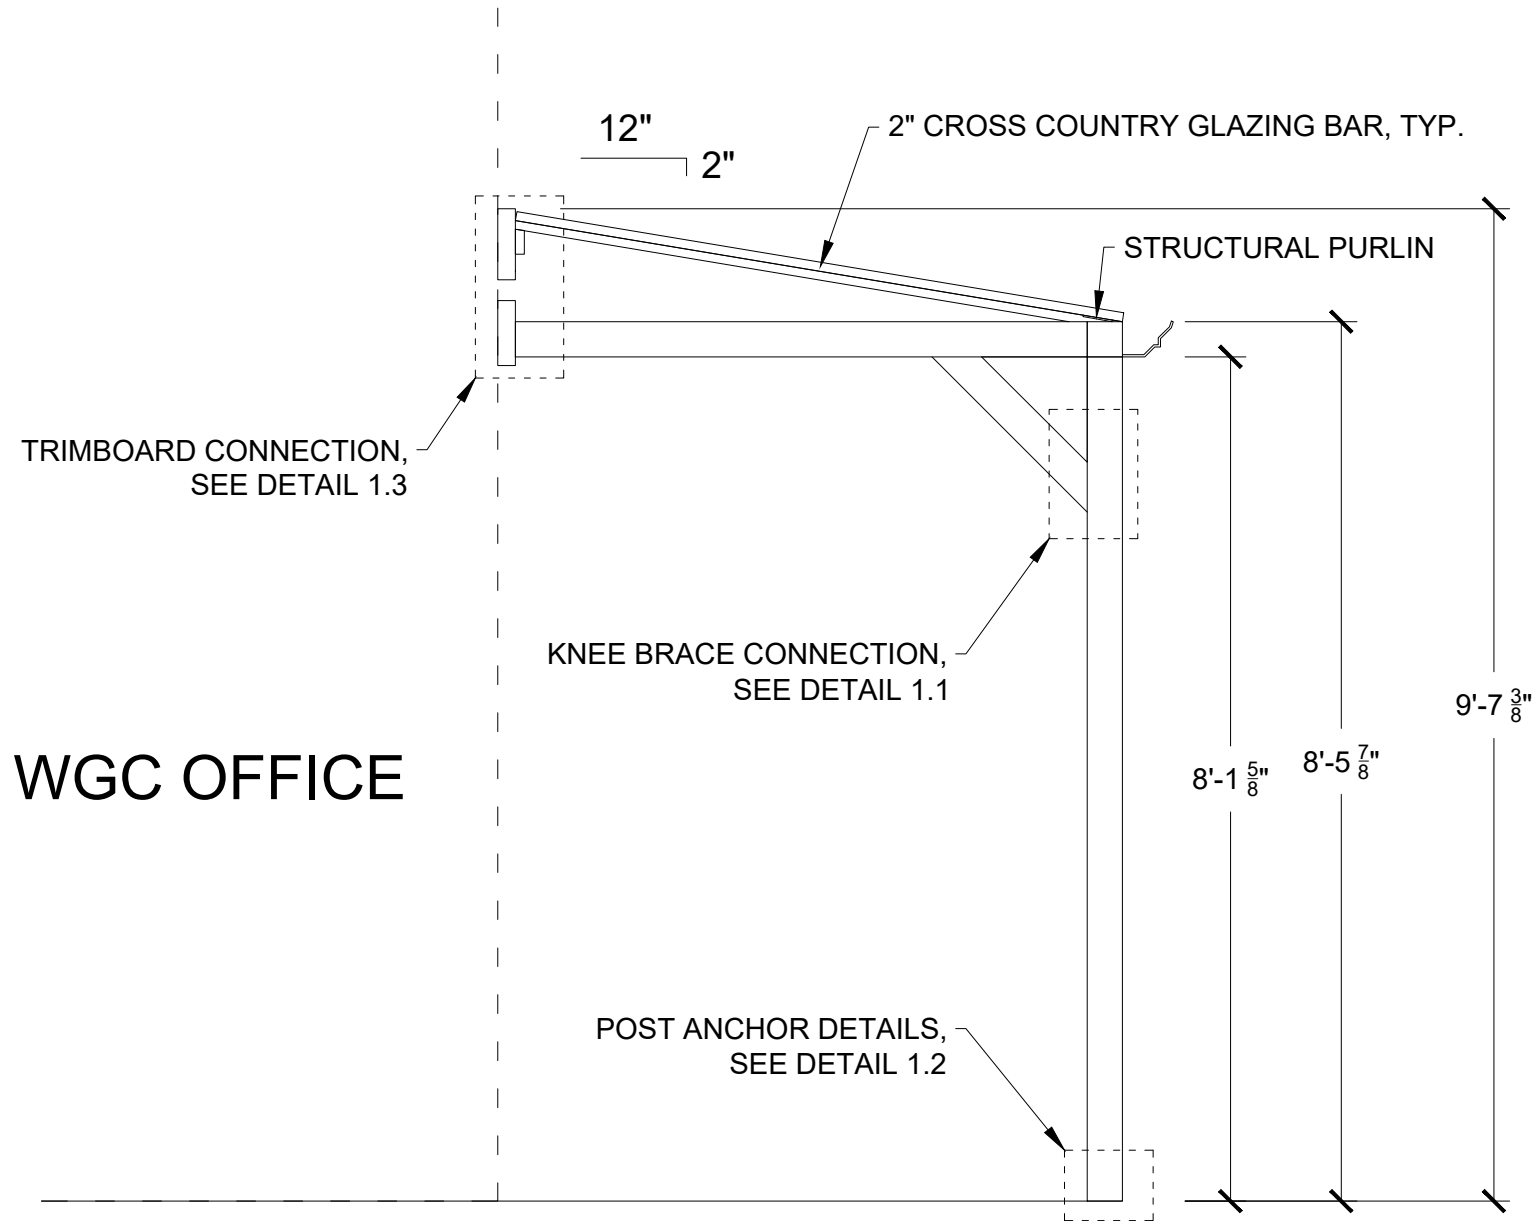 12"
2"
2" CROSS COUNTRY GLAZING BAR, TYP.
STRUCTURAL PURLIN
TRIMBOARD CONNECTION,
SEE DETAIL 1.3
KNEE BRACE CONNECTION,
SEE DETAIL 1.1
9'-7 3/8"
8'-5 7/8"
8'-1 5/8"
WGC OFFICE
POST ANCHOR DETAILS,
SEE DETAIL 1.2